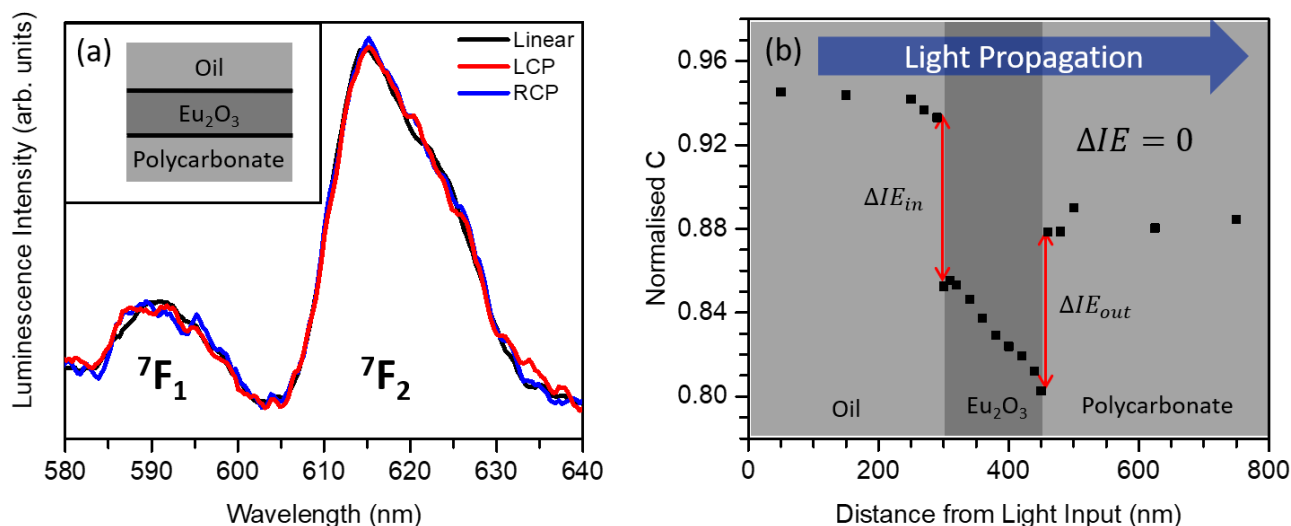 (a)
Oil
Eu₂O₃
Polycarbonate
Linear
LCP
RCP
⁷F₁
⁷F₂
Luminescence Intensity (arb. units)
580 590 600 610 620 630 640
Wavelength (nm)
(b)
Light Propagation
ΔIE = 0
ΔIE_in
ΔIE_out
Oil
Eu₂O₃
Polycarbonate
Normalised C
0.96
0.92
0.88
0.84
0.80
0 200 400 600 800
Distance from Light Input (nm)